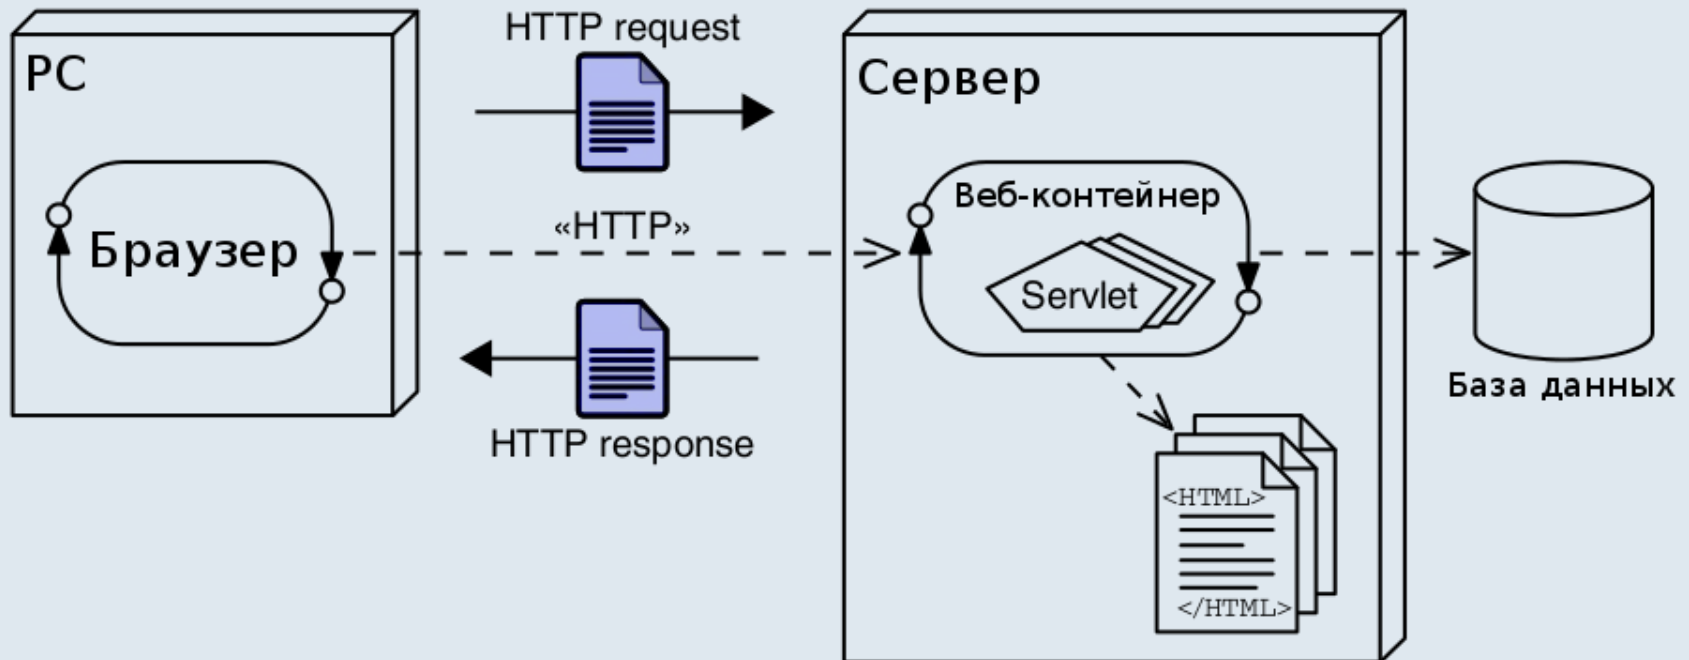 PC
HTTP request
Сервер
Веб-контейнер
«HTTP»
Браузер
Servlet
База данных
HTTP response
<HTML>
</HTML>